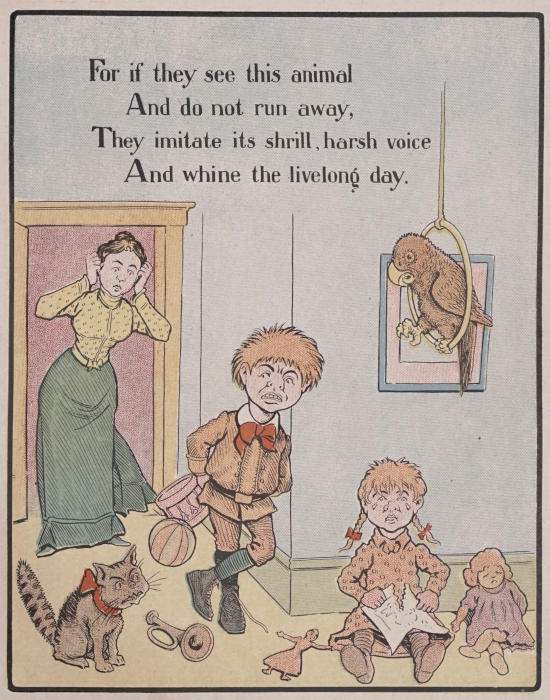 For if they see this animal
And do not run away,
They imitate its shrill, harsh voice
And whine the livelong day.